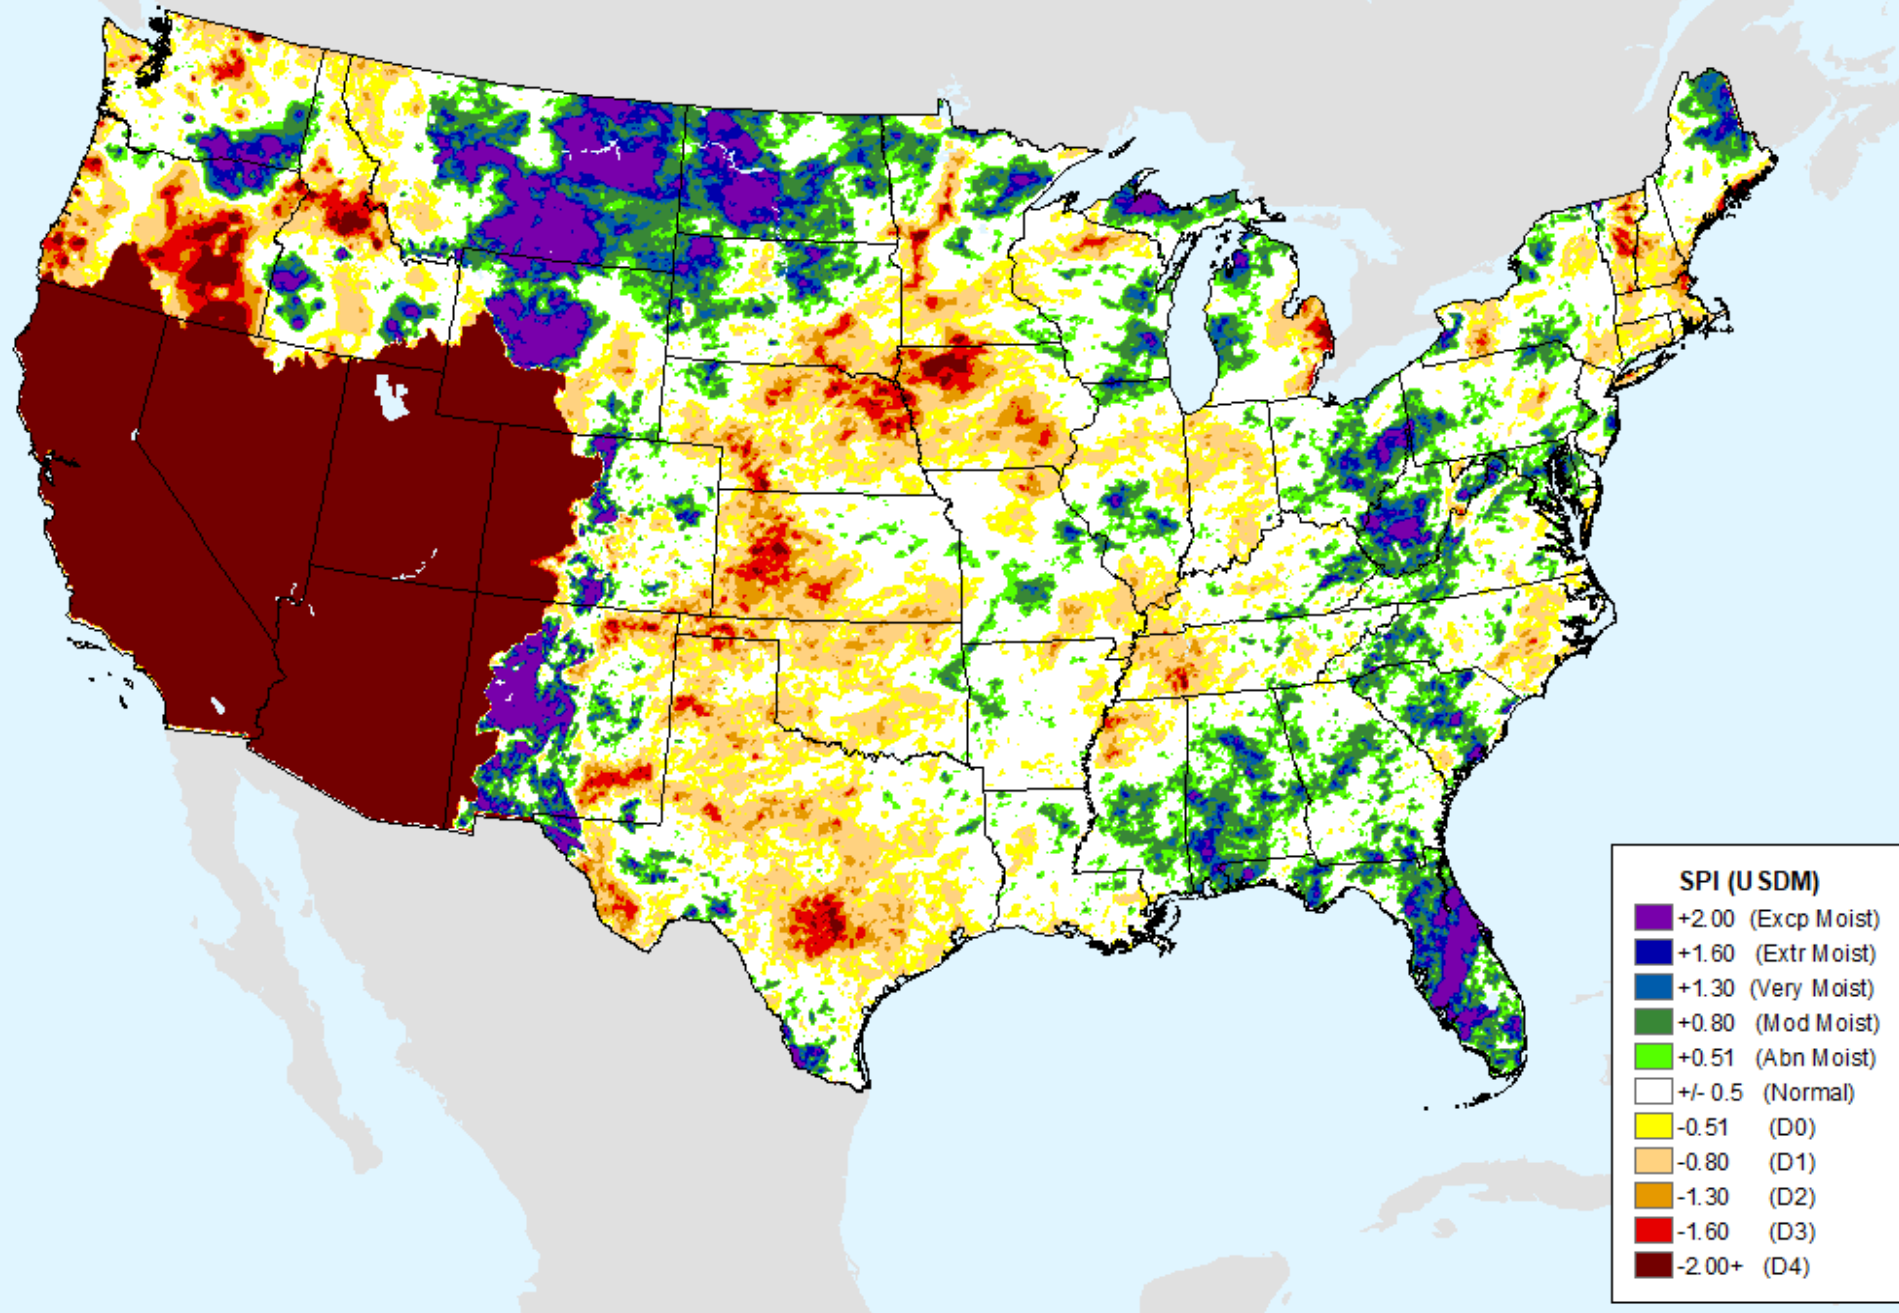 SPI (USDM)
+2.00 (Excp Moist)
+1.60 (Extr Moist)
+1.30 (Very Moist)
+0.80 (Mod Moist)
+0.51 (Abn Moist)
+/- 0.5 (Normal)
-0.51 (D0)
-0.80 (D1)
-1.30 (D2)
-1.60 (D3)
-2.00+ (D4)